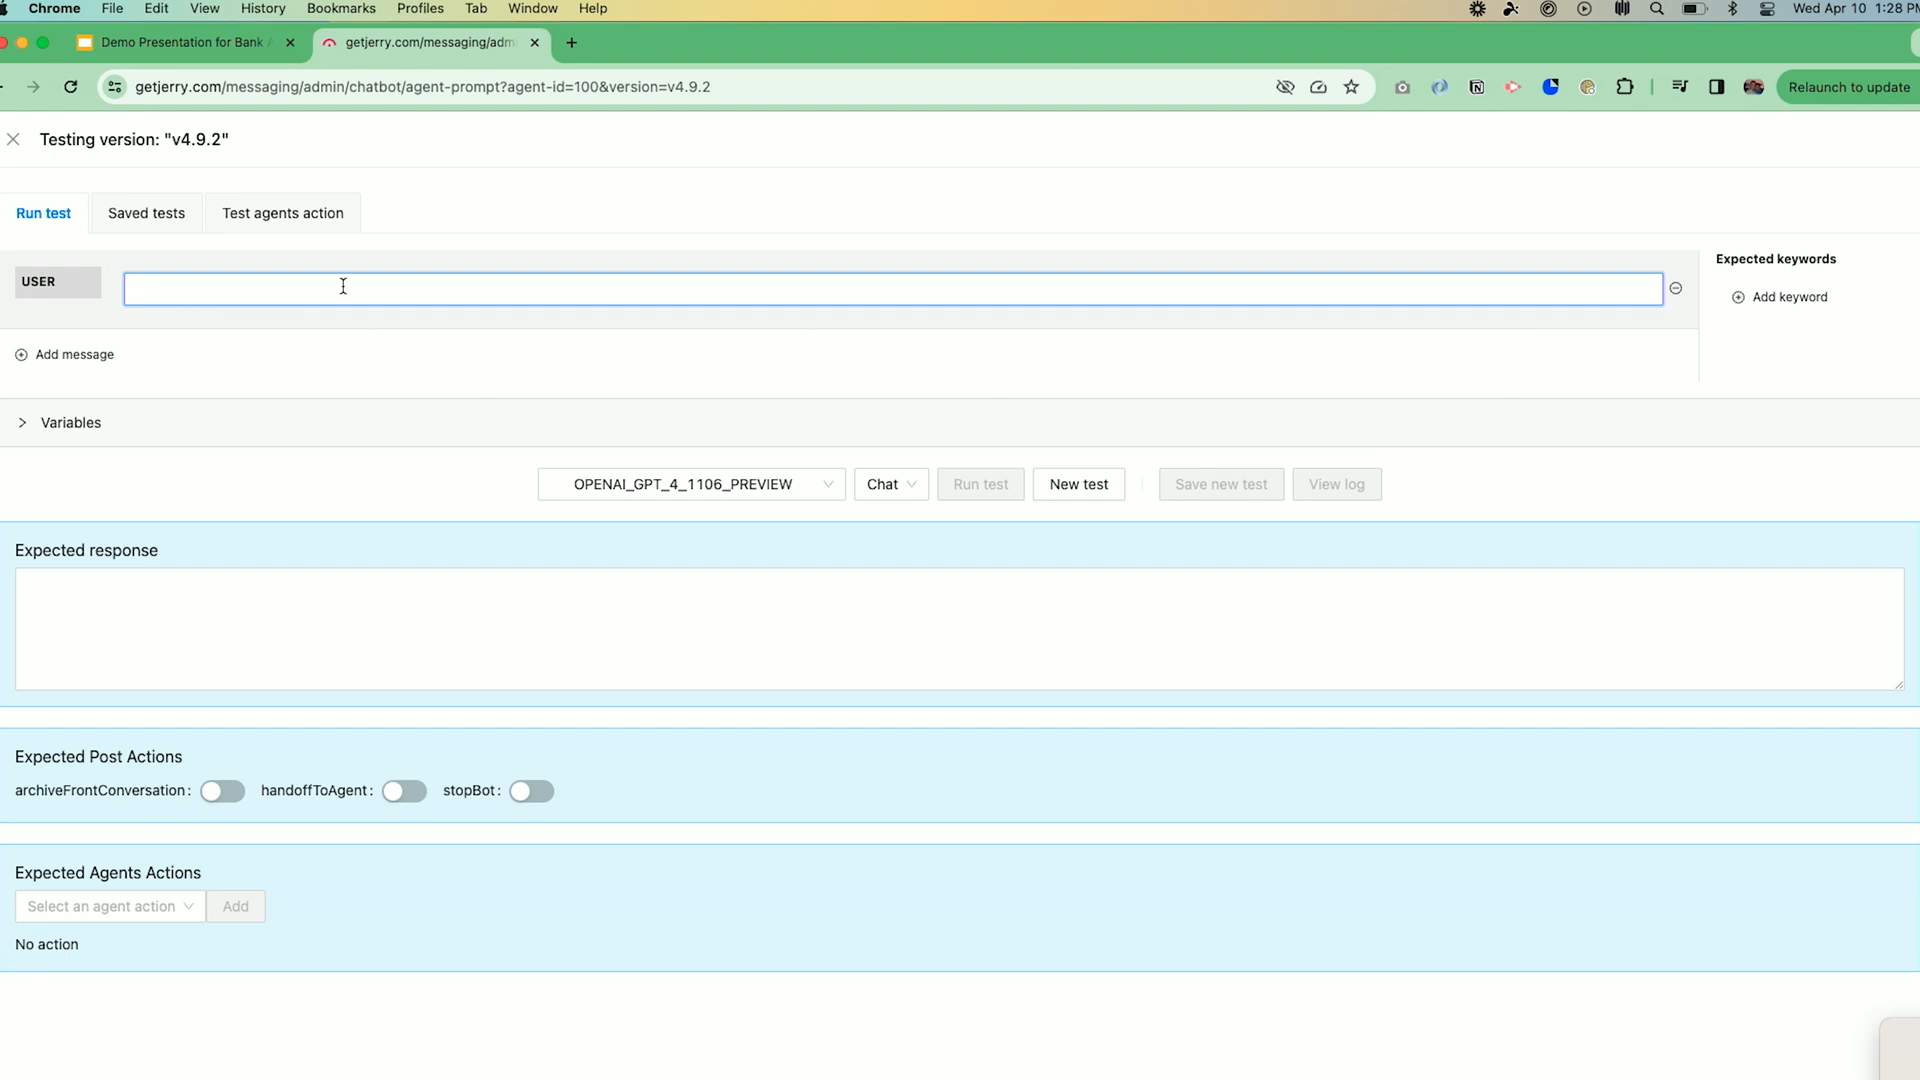 Chrome File Edit View History Bookmarks Profiles Tab Window Help Wed Apr 10 1:28 PM
Demo Presentation for Bank getjerry.com/messaging/adm
getjerry.com/messaging/admin/chatbot/agent-prompt?agent-id=100&version=v4.9.2 Relaunch to update
Testing version: "v4.9.2"
Run test Saved tests Test agents action
Expected keywords
USER
Add keyword
Add message
Variables
OPENAI_GPT_4_1106_PREVIEW Chat Run test New test Save new test View log
Expected response
Expected Post Actions
archiveFrontConversation: handoffToAgent: stopBot:
Expected Agents Actions
Select an agent action Add
No action